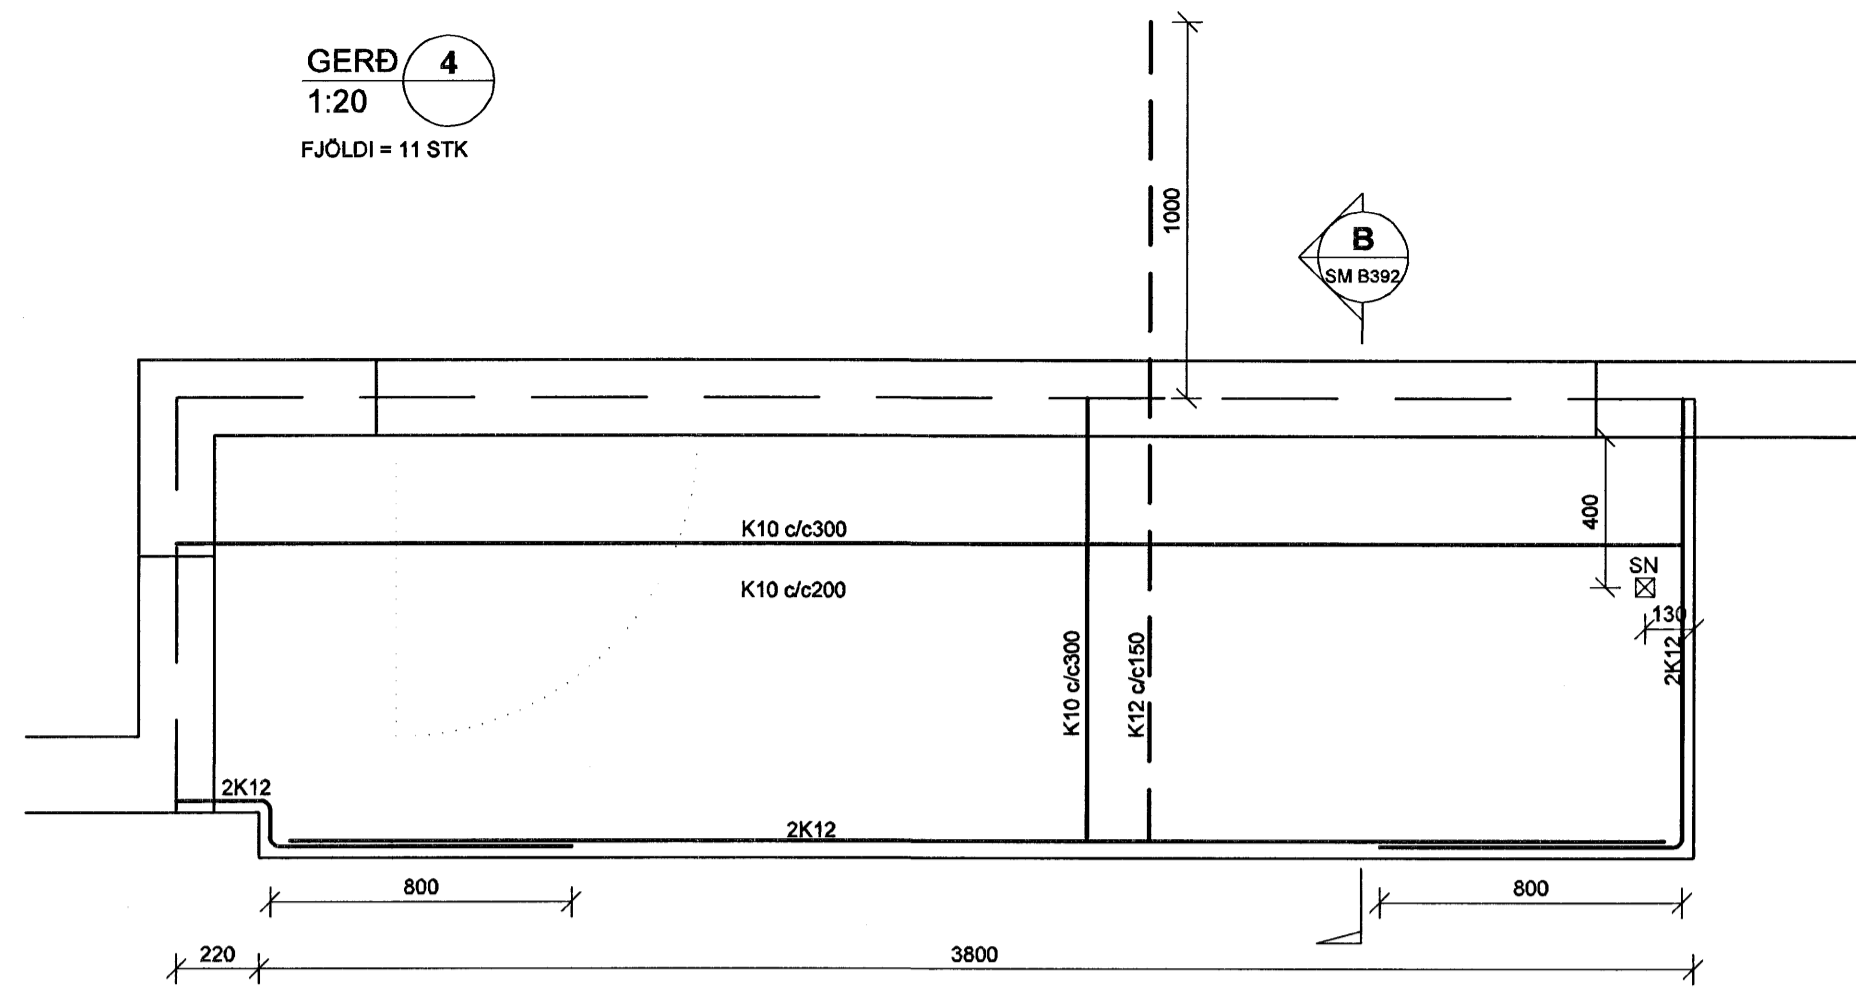 GERÐ 4
1:20
FJÖLDI = 11 STK
1000
B
SM B392
K10 c/c300
400
K10 c/c200
SN
130
K10 c/c300
K12 c/c150
2K12
2K12
2K12
800
800
220
3800